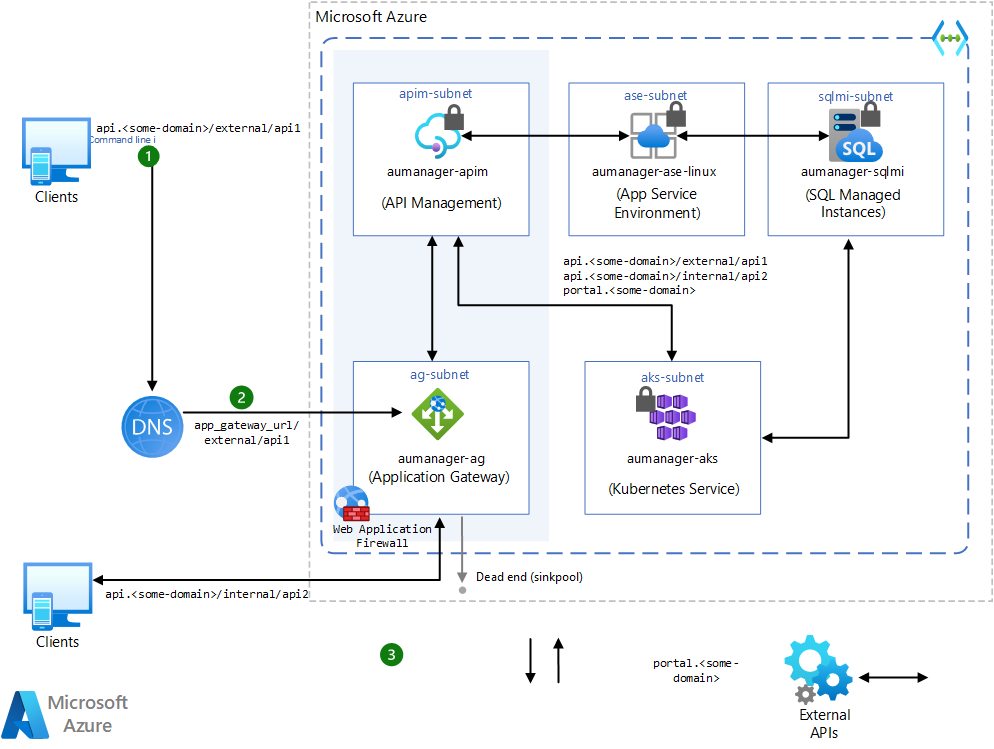 Microsoft Azure
apim-subnet
aumanager-apim
(API Management)
ase-subnet
aumanager-ase-linux
(App Service
Environment)
sqlmi-subnet
SQL
aumanager-sqlmi
(SQL Managed
Instances)
api.<some-domain>/external/api1
Command line i
1
Clients
api.<some-domain>/external/api1
api.<some-domain>/internal/api2
portal.<some-domain>
DNS
2
app_gateway_url/
external/api1
ag-subnet
aumanager-ag
(Application Gateway)
aks-subnet
aumanager-aks
(Kubernetes Service)
Web Application
Firewall
Dead end (sinkpool)
api.<some-domain>/internal/api2
Clients
3
portal.<some-
domain>
External
APIs
Microsoft
Azure